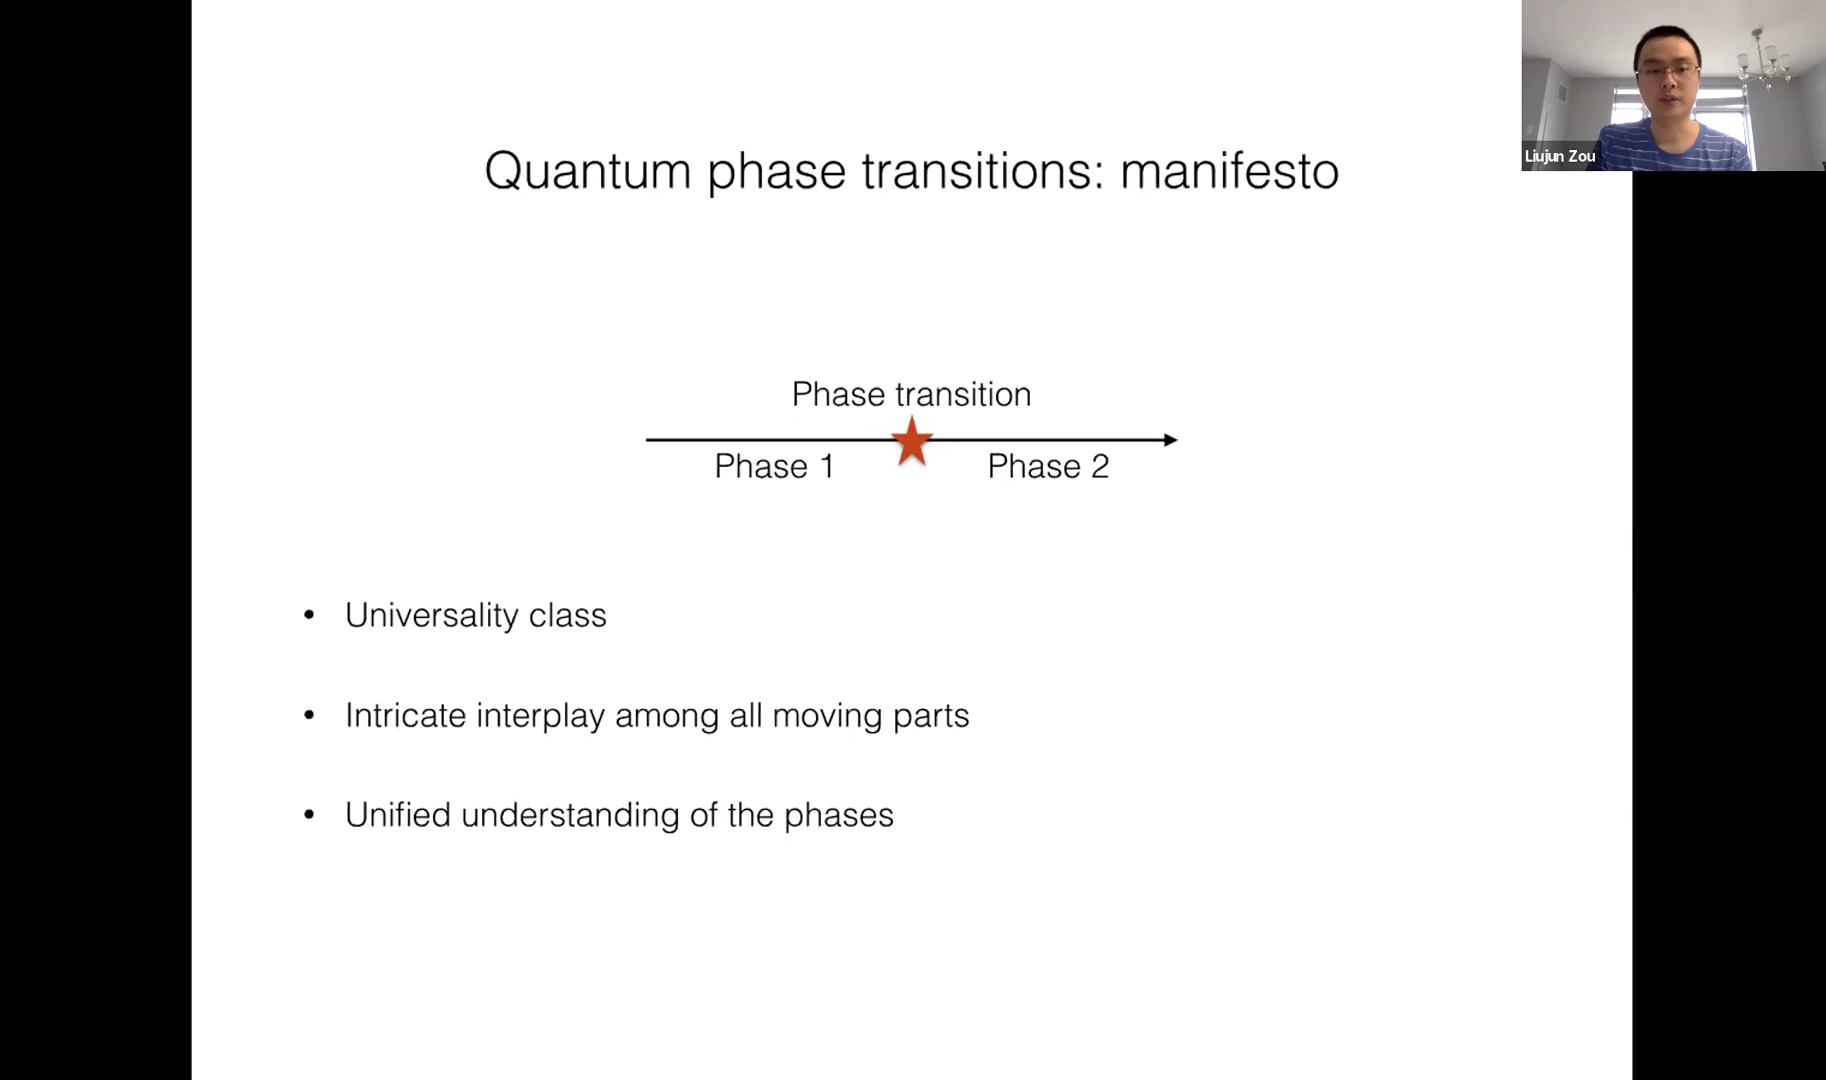 Quantum phase transitions: manifesto
Liujun Zou
Phase transition
Phase 1
Phase 2
• Universality class
• Intricate interplay among all moving parts
• Unified understanding of the phases